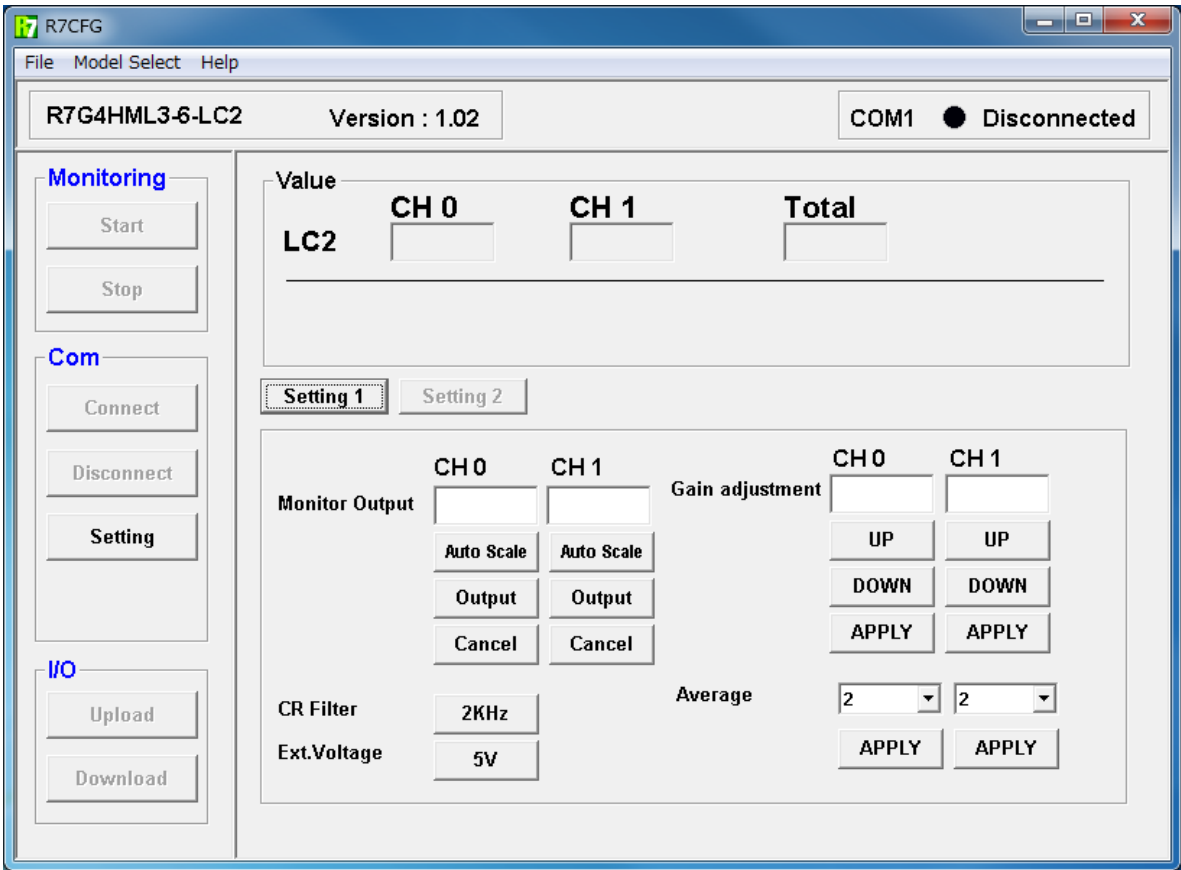 R7 R7CFG
File Model Select Help
R7G4HML3-6-LC2 Version : 1.02 COM1 Disconnected
Monitoring
Start
Stop
Com
Connect
Disconnect
Setting
I/O
Upload
Download
Value
CH 0 CH 1 Total
LC2
Setting 1 Setting 2
CH 0 CH 1
Monitor Output
Auto Scale Auto Scale
Output Output
Cancel Cancel
CR Filter 2KHz
Ext.Voltage 5V
CH 0 CH 1
Gain adjustment
UP UP
DOWN DOWN
APPLY APPLY
Average 2 2
APPLY APPLY